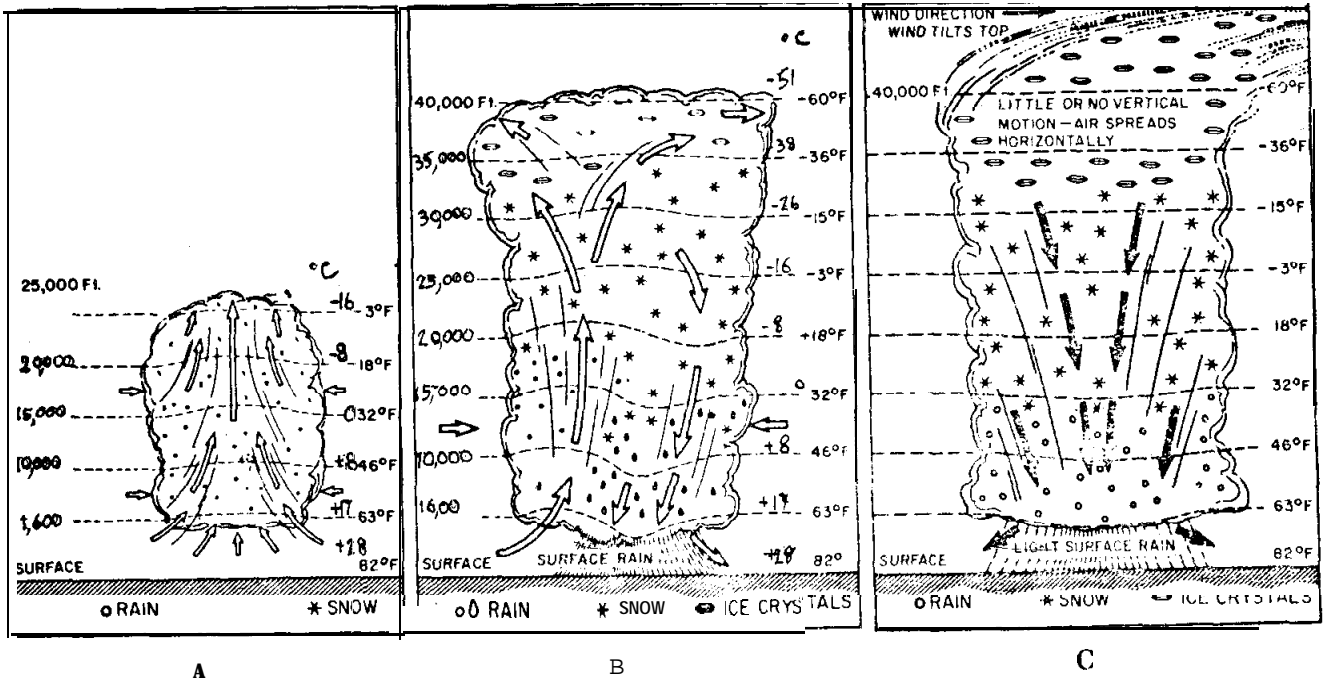 °C
25,000 Ft.
-16
-3°F
20,000
-8
18°F
15,000
0
32°F
10,000
+8
46°F
1,600
+17
63°F
+28
SURFACE
82°F
RAIN
SNOW
A
°C
-51
40,000 Ft.
-60°F
38
35,000
-36°F
-26
30,000
-15°F
-16
25,000
-3°F
-8
20,000
+18°F
0
15,000
32°F
+8
10,000
46°F
16,00
+17
63°F
SURFACE
SURFACE RAIN
+28
82°
RAIN
SNOW
ICE CRYSTALS
B
WIND DIRECTION
WIND TILTS TOP
40,000 Ft.
-60°F
LITTLE OR NO VERTICAL
MOTION — AIR SPREADS
HORIZONTALLY
-36°F
-15°F
-3°F
18°F
32°F
46°F
63°F
SURFACE
LIGHT SURFACE RAIN
82°F
RAIN
SNOW
ICE CRYSTALS
C